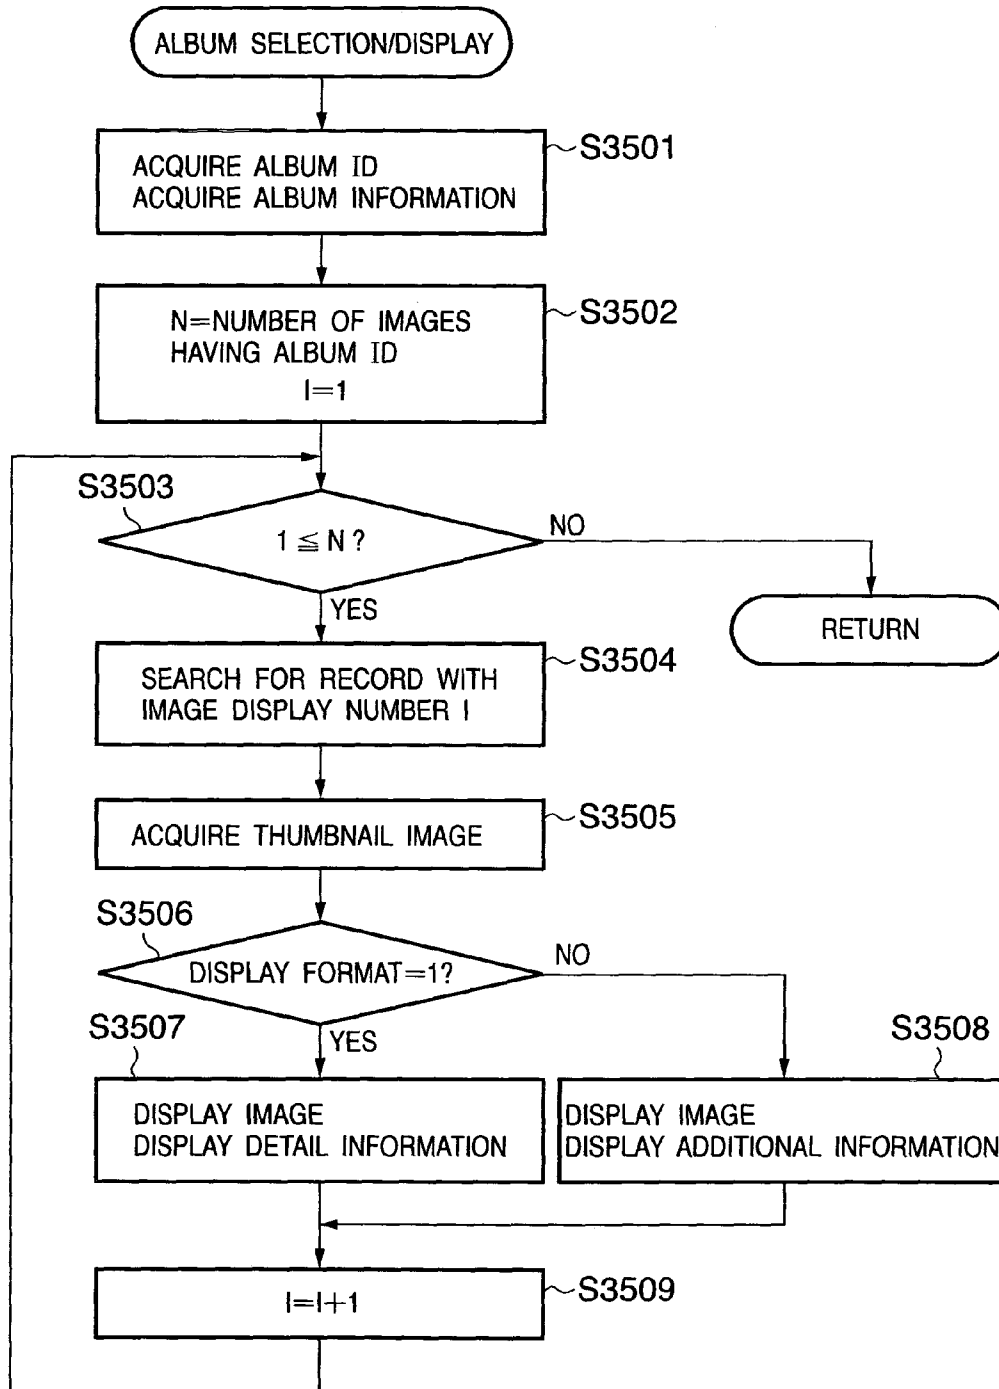 ALBUM SELECTION/DISPLAY
S3501
ACQUIRE ALBUM ID
ACQUIRE ALBUM INFORMATION
S3502
N=NUMBER OF IMAGES
HAVING ALBUM ID
I=1
S3503
1 ≦ N ?
NO
YES
RETURN
S3504
SEARCH FOR RECORD WITH
IMAGE DISPLAY NUMBER I
S3505
ACQUIRE THUMBNAIL IMAGE
S3506
DISPLAY FORMAT=1?
NO
YES
S3507
DISPLAY IMAGE
DISPLAY DETAIL INFORMATION
S3508
DISPLAY IMAGE
DISPLAY ADDITIONAL INFORMATION
S3509
I=I+1